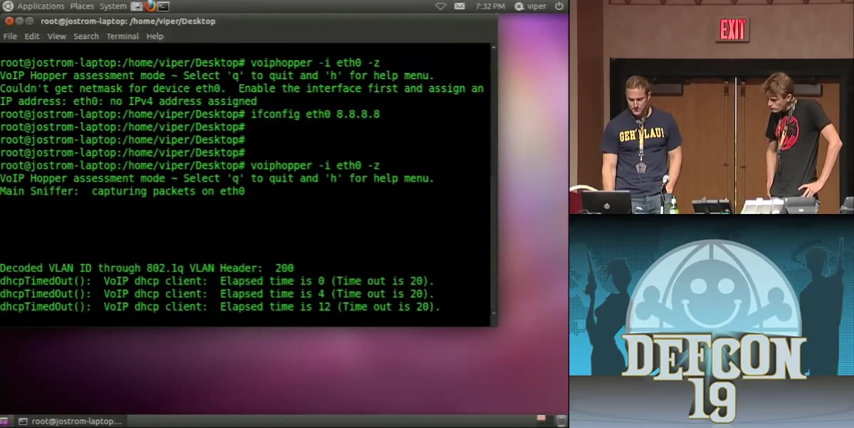 Applications Places System
7:32 PM viper
root@jostrom-laptop: /home/viper/Desktop
File Edit View Search Terminal Help
root@jostrom-laptop:/home/viper/Desktop# voiphopper -i eth0 -z
VoIP Hopper assessment mode ~ Select 'q' to quit and 'h' for help menu.
Couldn't get netmask for device eth0. Enable the interface first and assign an
IP address: eth0: no IPv4 address assigned
root@jostrom-laptop:/home/viper/Desktop# ifconfig eth0 8.8.8.8
root@jostrom-laptop:/home/viper/Desktop#
root@jostrom-laptop:/home/viper/Desktop#
root@jostrom-laptop:/home/viper/Desktop#
root@jostrom-laptop:/home/viper/Desktop# voiphopper -i eth0 -z
VoIP Hopper assessment mode ~ Select 'q' to quit and 'h' for help menu.
Main Sniffer: capturing packets on eth0
Decoded VLAN ID through 802.1q VLAN Header: 200
dhcpTimedOut(): VoIP dhcp client: Elapsed time is 0 (Time out is 20).
dhcpTimedOut(): VoIP dhcp client: Elapsed time is 4 (Time out is 20).
dhcpTimedOut(): VoIP dhcp client: Elapsed time is 12 (Time out is 20).
root@jostrom-laptop...
EXIT
GEH'BLAU!
DEFCON
19